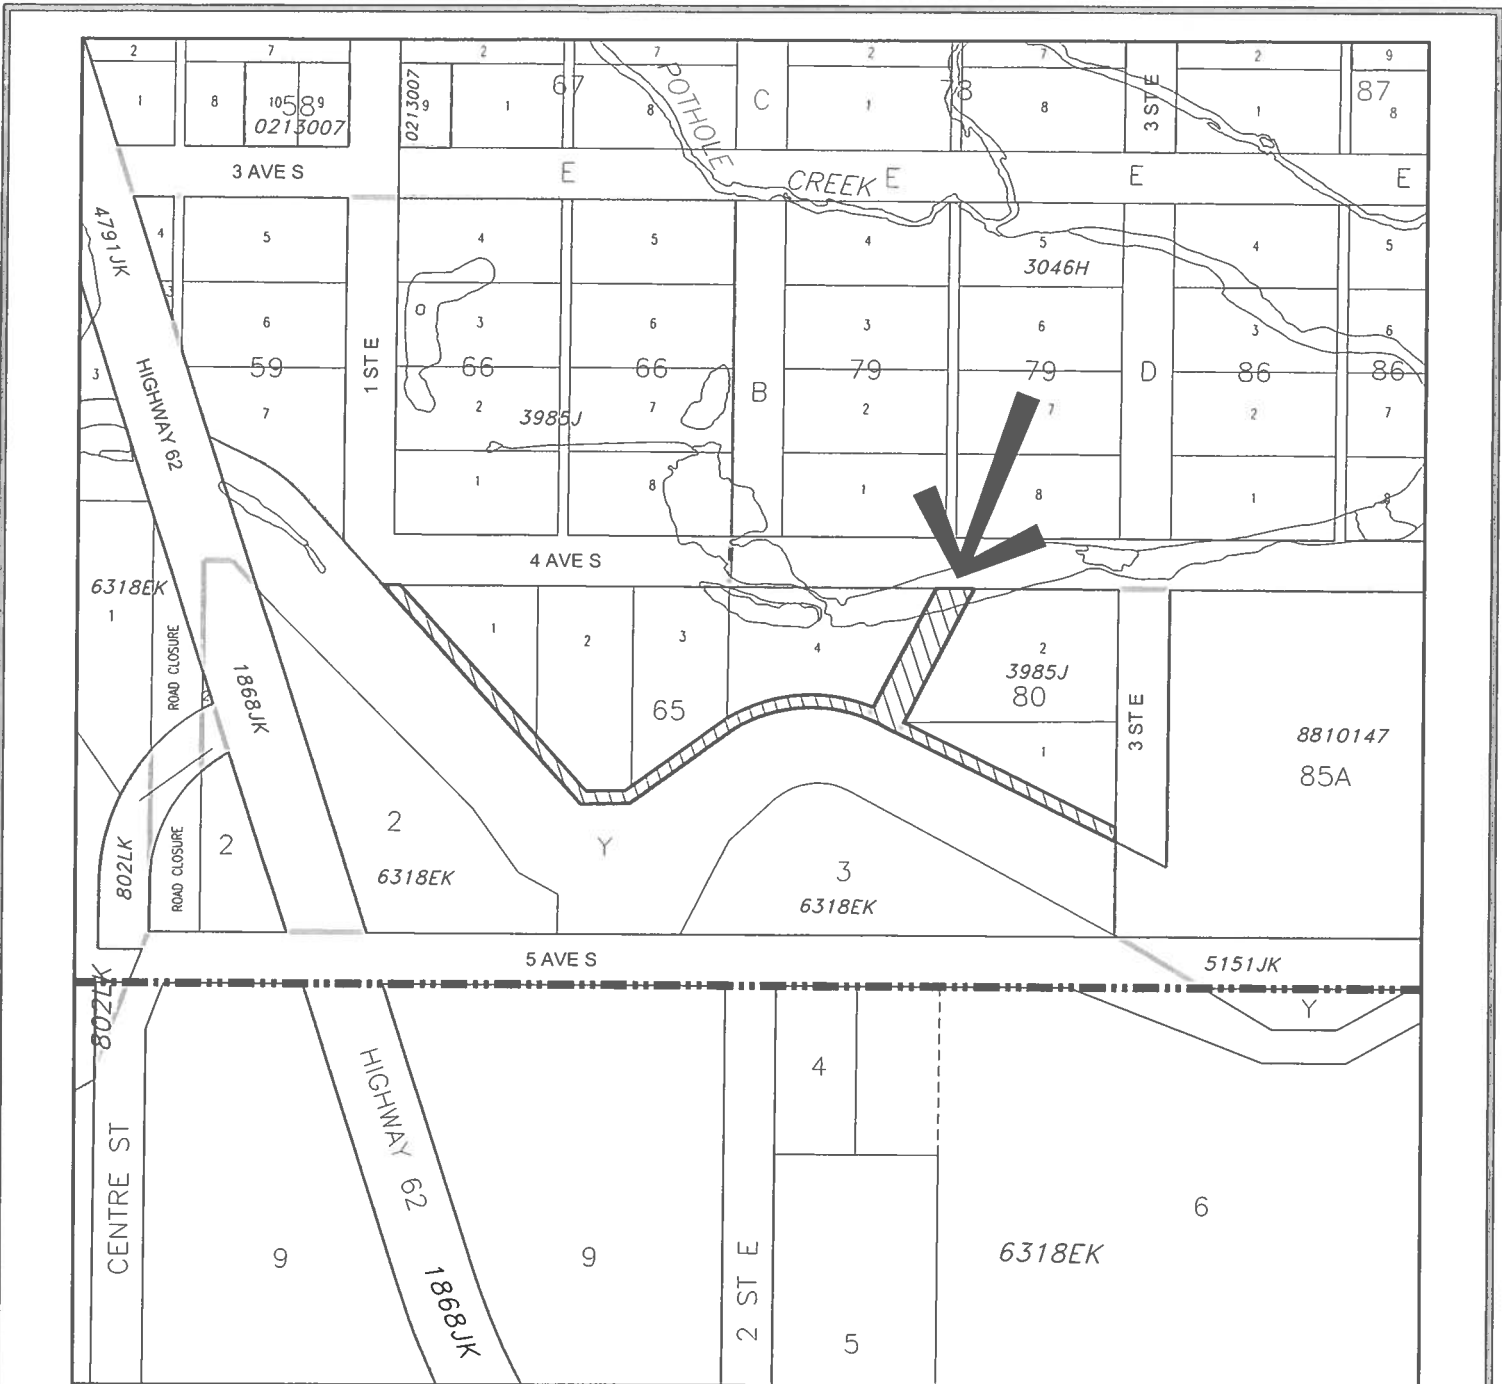 2 7 2 7 2 7 2 9
67 C 78 87
1 8 10 58 9 9 1 8 1 8 1 8
0213007 0213007
POTHOLE
3 ST E
3 AVE S E CREEK E E E
4791JK
4 5 4 5 4 5 4 5
3046H
3
6 3 6 3 6 3 6
HIGHWAY 62
1 ST E
3 59 66 66 B 79 79 D 86 86
7 2 7 2 7 2 7
3985J
1 8 1 8 1 8
4 AVE S
6318EK
1
ROAD CLOSURE
1868JK
1 2 3 4 2
3985J
65 80
1
3 ST E
8810147
85A
802LK
ROAD CLOSURE
2 2 Y 3
6318EK 6318EK
5 AVE S 5151JK
802LK
Y
CENTRE ST
HIGHWAY 62
1868JK
9 9
2 ST E
4
5
6
6318EK